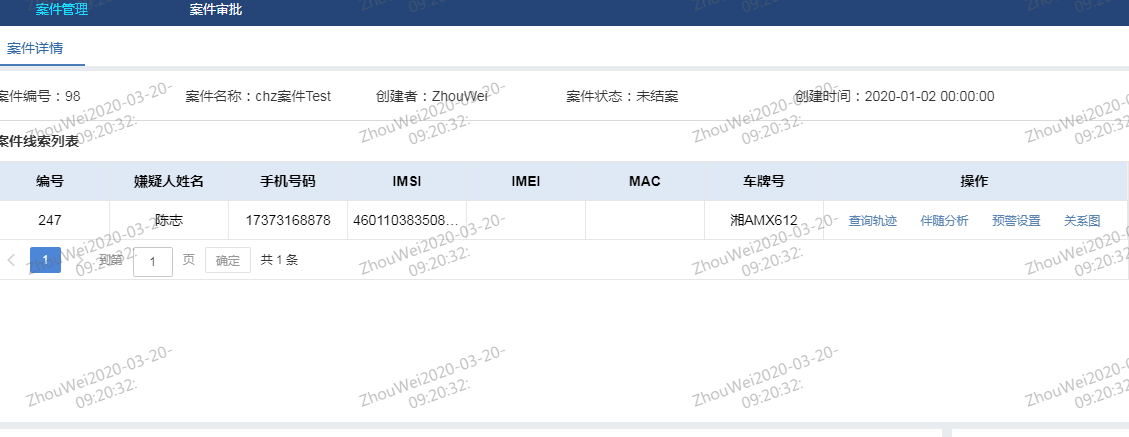 案件管理 案件审批
案件详情
案件编号：98 案件名称：chz案件Test 创建者：ZhouWei 案件状态：未结案 创建时间：2020-01-02 00:00:00
案件线索列表
编号 嫌疑人姓名 手机号码 IMSI IMEI MAC 车牌号 操作
247 陈志 17373168878 460110383508... 湘AMX612 查询轨迹 伴随分析 预警设置 关系图
1 到第 1 页 确定 共 1 条
ZhouWei2020-03-20-
09:20:32:
ZhouWei2020-03-20-
09:20:32:
ZhouWei2020-03-20-
09:20:32:
ZhouWei2020-03-20-
09:20:32:
ZhouWei2020-03-20-
09:20:32:
ZhouWei2020-03-20-
09:20:32:
ZhouWei2020-03-20-
09:20:32:
ZhouWei2020-03-20-
09:20:32:
ZhouWei2020-03-20-
09:20:32:
ZhouWei2020-03-20-
09:20:32:
ZhouWei2020-03-20-
09:20:32:
ZhouWei2020-03-20-
09:20:32: